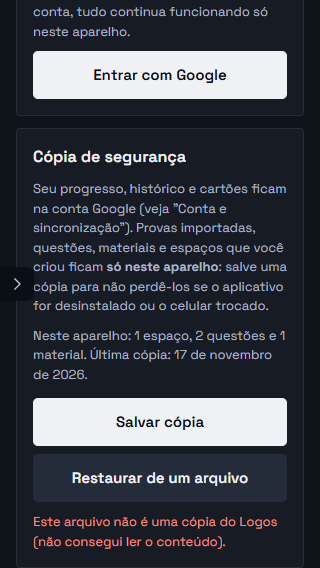 conta, tudo continua funcionando só
neste aparelho.
Entrar com Google
Cópia de segurança
Seu progresso, histórico e cartões ficam
na conta Google (veja "Conta e
sincronização"). Provas importadas,
questões, materiais e espaços que você
criou ficam só neste aparelho: salve uma
cópia para não perdê-los se o aplicativo
for desinstalado ou o celular trocado.
Neste aparelho: 1 espaço, 2 questões e 1
material. Última cópia: 17 de novembro
de 2026.
Salvar cópia
Restaurar de um arquivo
Este arquivo não é uma cópia do Logos
(não consegui ler o conteúdo).